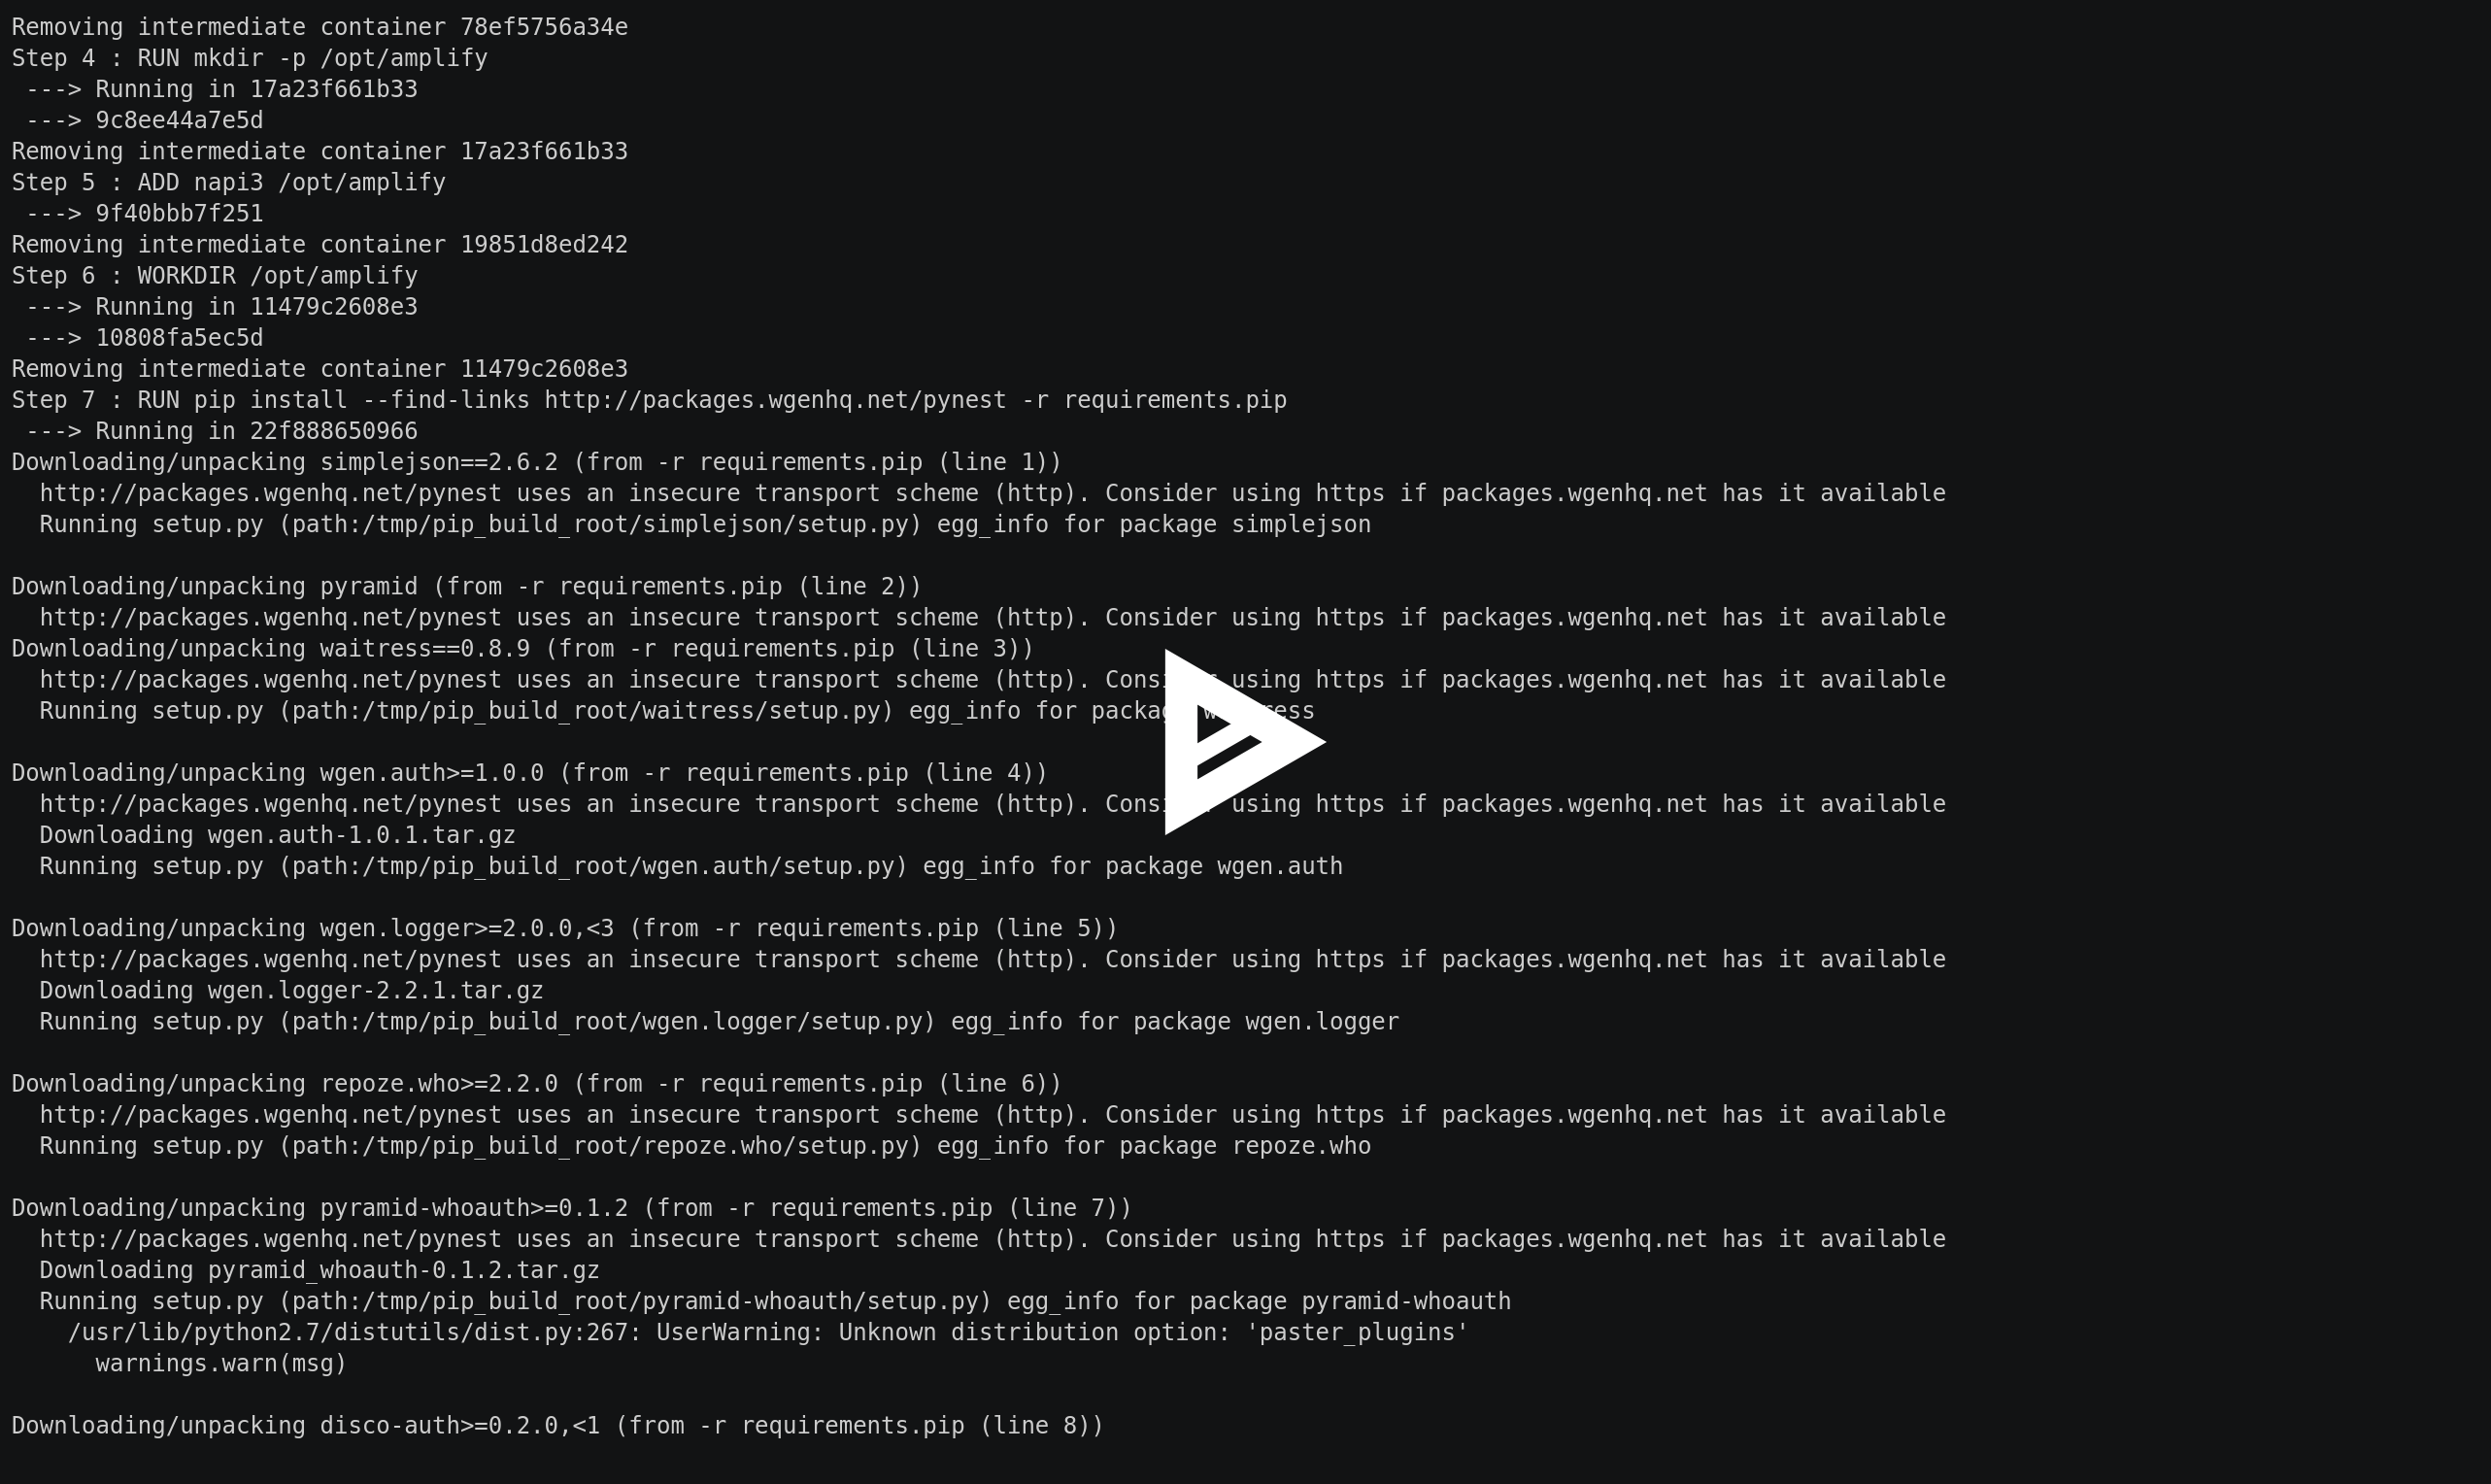 Removing intermediate container 78ef5756a34e
Step 4 : RUN mkdir -p /opt/amplify
 ---> Running in 17a23f661b33
 ---> 9c8ee44a7e5d
Removing intermediate container 17a23f661b33
Step 5 : ADD napi3 /opt/amplify
 ---> 9f40bbb7f251
Removing intermediate container 19851d8ed242
Step 6 : WORKDIR /opt/amplify
 ---> Running in 11479c2608e3
 ---> 10808fa5ec5d
Removing intermediate container 11479c2608e3
Step 7 : RUN pip install --find-links http://packages.wgenhq.net/pynest -r requirements.pip
 ---> Running in 22f888650966
Downloading/unpacking simplejson==2.6.2 (from -r requirements.pip (line 1))
  http://packages.wgenhq.net/pynest uses an insecure transport scheme (http). Consider using https if packages.wgenhq.net has it available
  Running setup.py (path:/tmp/pip_build_root/simplejson/setup.py) egg_info for package simplejson

Downloading/unpacking pyramid (from -r requirements.pip (line 2))
  http://packages.wgenhq.net/pynest uses an insecure transport scheme (http). Consider using https if packages.wgenhq.net has it available
Downloading/unpacking waitress==0.8.9 (from -r requirements.pip (line 3))
  http://packages.wgenhq.net/pynest uses an insecure transport scheme (http). using https if packages.wgenhq.net has it available
  Running setup.py (path:/tmp/pip_build_root/waitress/setup.py) egg_info for

Downloading/unpacking wgen.auth>=1.0.0 (from -r requirements.pip (line 4))
  http://packages.wgenhq.net/pynest uses an insecure transport scheme (http). using https if packages.wgenhq.net has it available
  Downloading wgen.auth-1.0.1.tar.gz
  Running setup.py (path:/tmp/pip_build_root/wgen.auth/setup.py) egg_info for package wgen.auth

Downloading/unpacking wgen.logger>=2.0.0,<3 (from -r requirements.pip (line 5))
  http://packages.wgenhq.net/pynest uses an insecure transport scheme (http). Consider using https if packages.wgenhq.net has it available
  Downloading wgen.logger-2.2.1.tar.gz
  Running setup.py (path:/tmp/pip_build_root/wgen.logger/setup.py) egg_info for package wgen.logger

Downloading/unpacking repoze.who>=2.2.0 (from -r requirements.pip (line 6))
  http://packages.wgenhq.net/pynest uses an insecure transport scheme (http). Consider using https if packages.wgenhq.net has it available
  Running setup.py (path:/tmp/pip_build_root/repoze.who/setup.py) egg_info for package repoze.who

Downloading/unpacking pyramid-whoauth>=0.1.2 (from -r requirements.pip (line 7))
  http://packages.wgenhq.net/pynest uses an insecure transport scheme (http). Consider using https if packages.wgenhq.net has it available
  Downloading pyramid_whoauth-0.1.2.tar.gz
  Running setup.py (path:/tmp/pip_build_root/pyramid-whoauth/setup.py) egg_info for package pyramid-whoauth
    /usr/lib/python2.7/distutils/dist.py:267: UserWarning: Unknown distribution option: 'paster_plugins'
      warnings.warn(msg)

Downloading/unpacking disco-auth>=0.2.0,<1 (from -r requirements.pip (line 8))